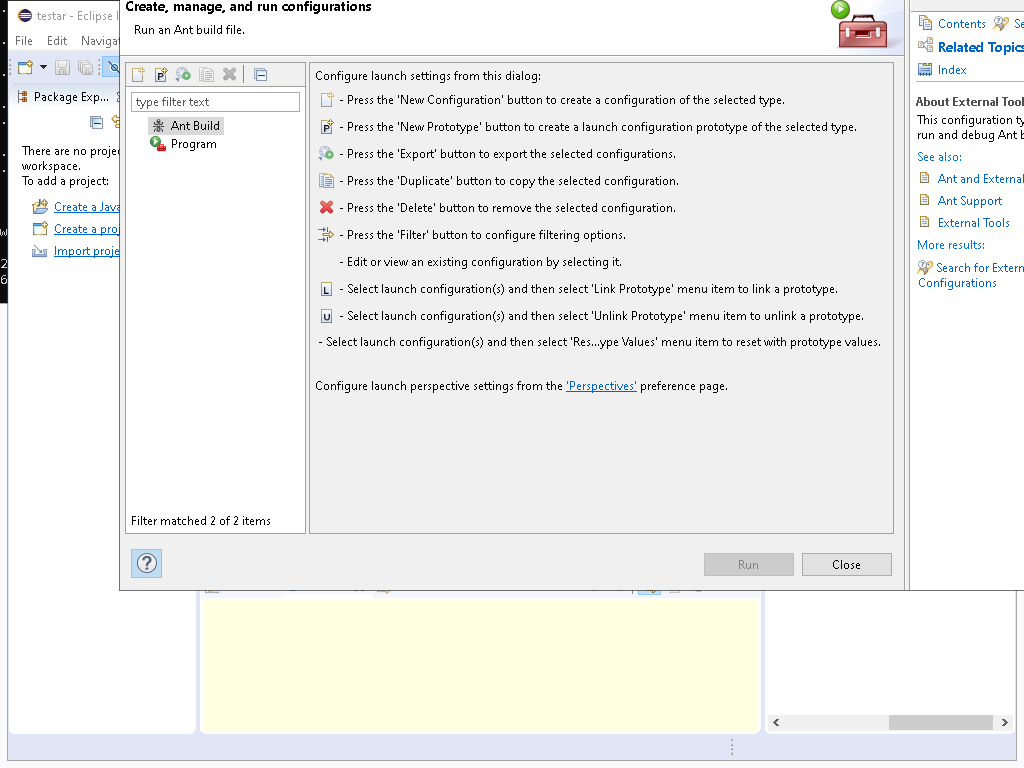 testar - Eclipse I
File Edit Navigat
Package Exp...
There are no proje
workspace.
To add a project:
Create a Java
Create a proj
Import proje
Create, manage, and run configurations
Run an Ant build file.
type filter text
Ant Build
Program
Filter matched 2 of 2 items
Configure launch settings from this dialog:
- Press the 'New Configuration' button to create a configuration of the selected type.
- Press the 'New Prototype' button to create a launch configuration prototype of the selected type.
- Press the 'Export' button to export the selected configurations.
- Press the 'Duplicate' button to copy the selected configuration.
- Press the 'Delete' button to remove the selected configuration.
- Press the 'Filter' button to configure filtering options.
- Edit or view an existing configuration by selecting it.
L - Select launch configuration(s) and then select 'Link Prototype' menu item to link a prototype.
U - Select launch configuration(s) and then select 'Unlink Prototype' menu item to unlink a prototype.
- Select launch configuration(s) and then select 'Res...ype Values' menu item to reset with prototype values.
Configure launch perspective settings from the 'Perspectives' preference page.
Run
Close
Contents Se
Related Topics
Index
About External Tool
This configuration ty
run and debug Ant b
See also:
Ant and External
Ant Support
External Tools
More results:
Search for Extern
Configurations